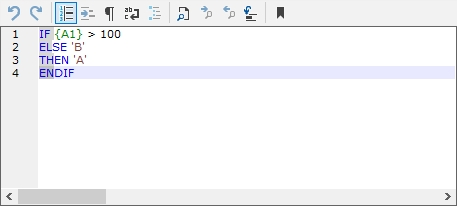 1 IF {A1} > 100
2 ELSE 'B'
3 THEN 'A'
4 ENDIF